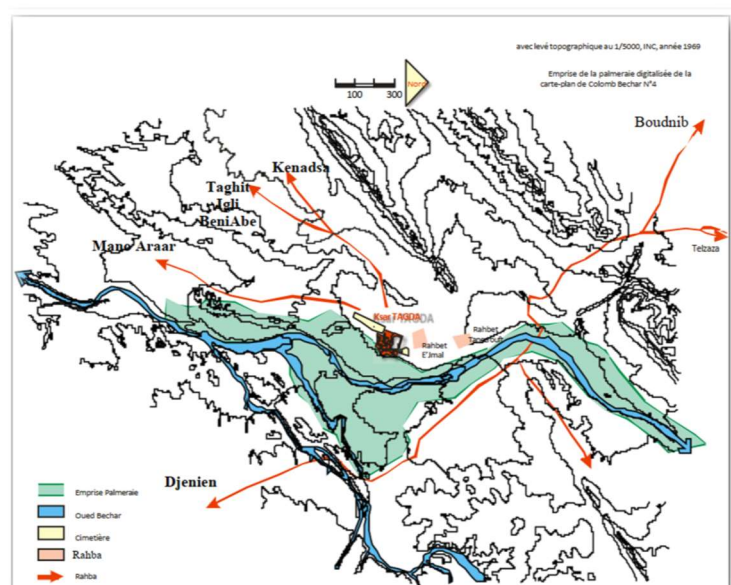 avec levé topographique au 1/5000, INC, année 1969
Emprise de la palmeraie digitalisée de la
carte-plan de Colomb Bechar N°4
Nord
100 300
Boudnib
Kenadsa
Taghit
Igli
BeniAbe
Telzaza
Mano Araar
Ksar TAGDA
Rahbet
E'Jmal
Rahbet
Djenien
Emprise Palmeraie
Oued Bechar
Cimetière
Rahba
Rahba